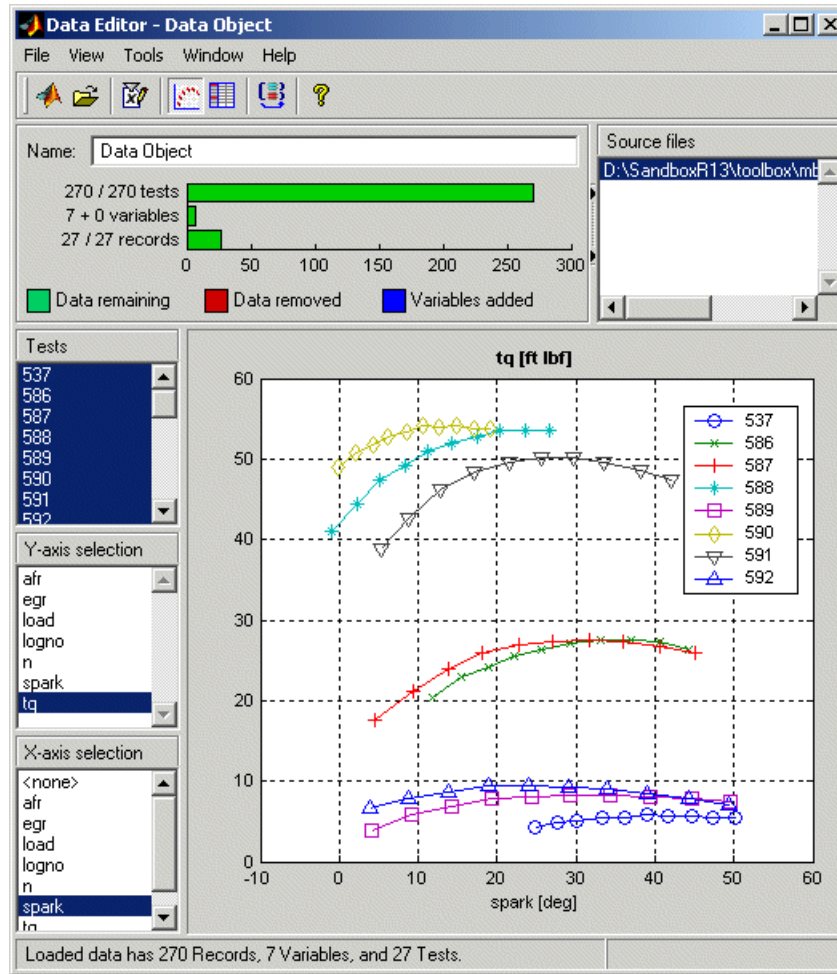 Data Editor - Data Object
File View Tools Window Help
Name: Data Object
270 / 270 tests
7 + 0 variables
27 / 27 records
0 50 100 150 200 250 300
Data remaining Data removed Variables added
Source files
D:\SandboxR13\toolbox\mb
Tests
537
586
587
588
589
590
591
592
Y-axis selection
afr
egr
load
logno
n
spark
tq
X-axis selection
<none>
afr
egr
load
logno
n
spark
tq
tq [ft lbf]
60
50
40
30
20
10
0
-10 0 10 20 30 40 50 60
spark [deg]
537
586
587
588
589
590
591
592
Loaded data has 270 Records, 7 Variables, and 27 Tests.